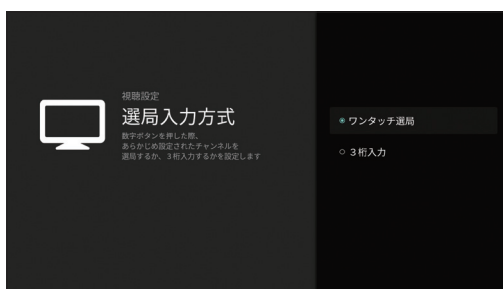 視聴設定
選局入力方式
数字ボタンを押した際、
あらかじめ設定されたチャンネルを
選局するか、3桁入力するかを設定します
ワンタッチ選局
3桁入力